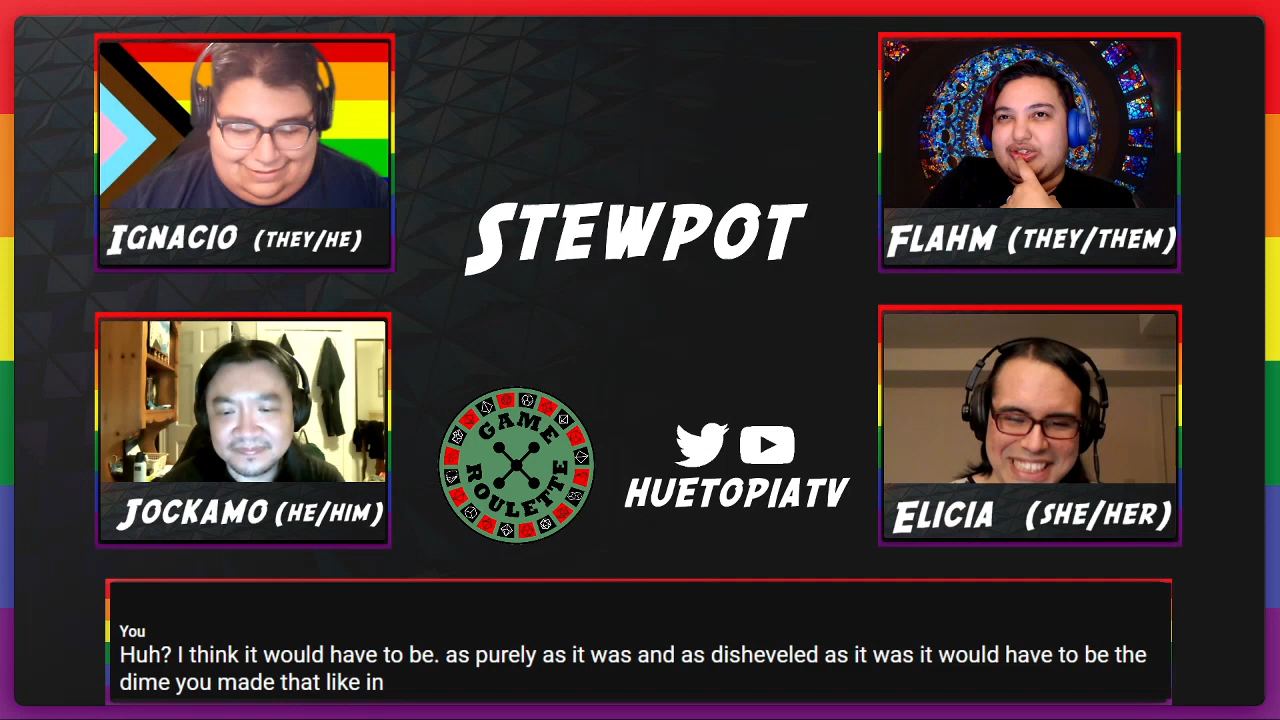 IGNACIO (THEY/HE)
FLAHM (THEY/THEM)
STEWPOT
JOCKAMO (HE/HIM)
GAME
ROULETTE
HUETOPIATV
ELICIA (SHE/HER)
You
Huh? I think it would have to be. as purely as it was and as disheveled as it was it would have to be the
dime you made that like in